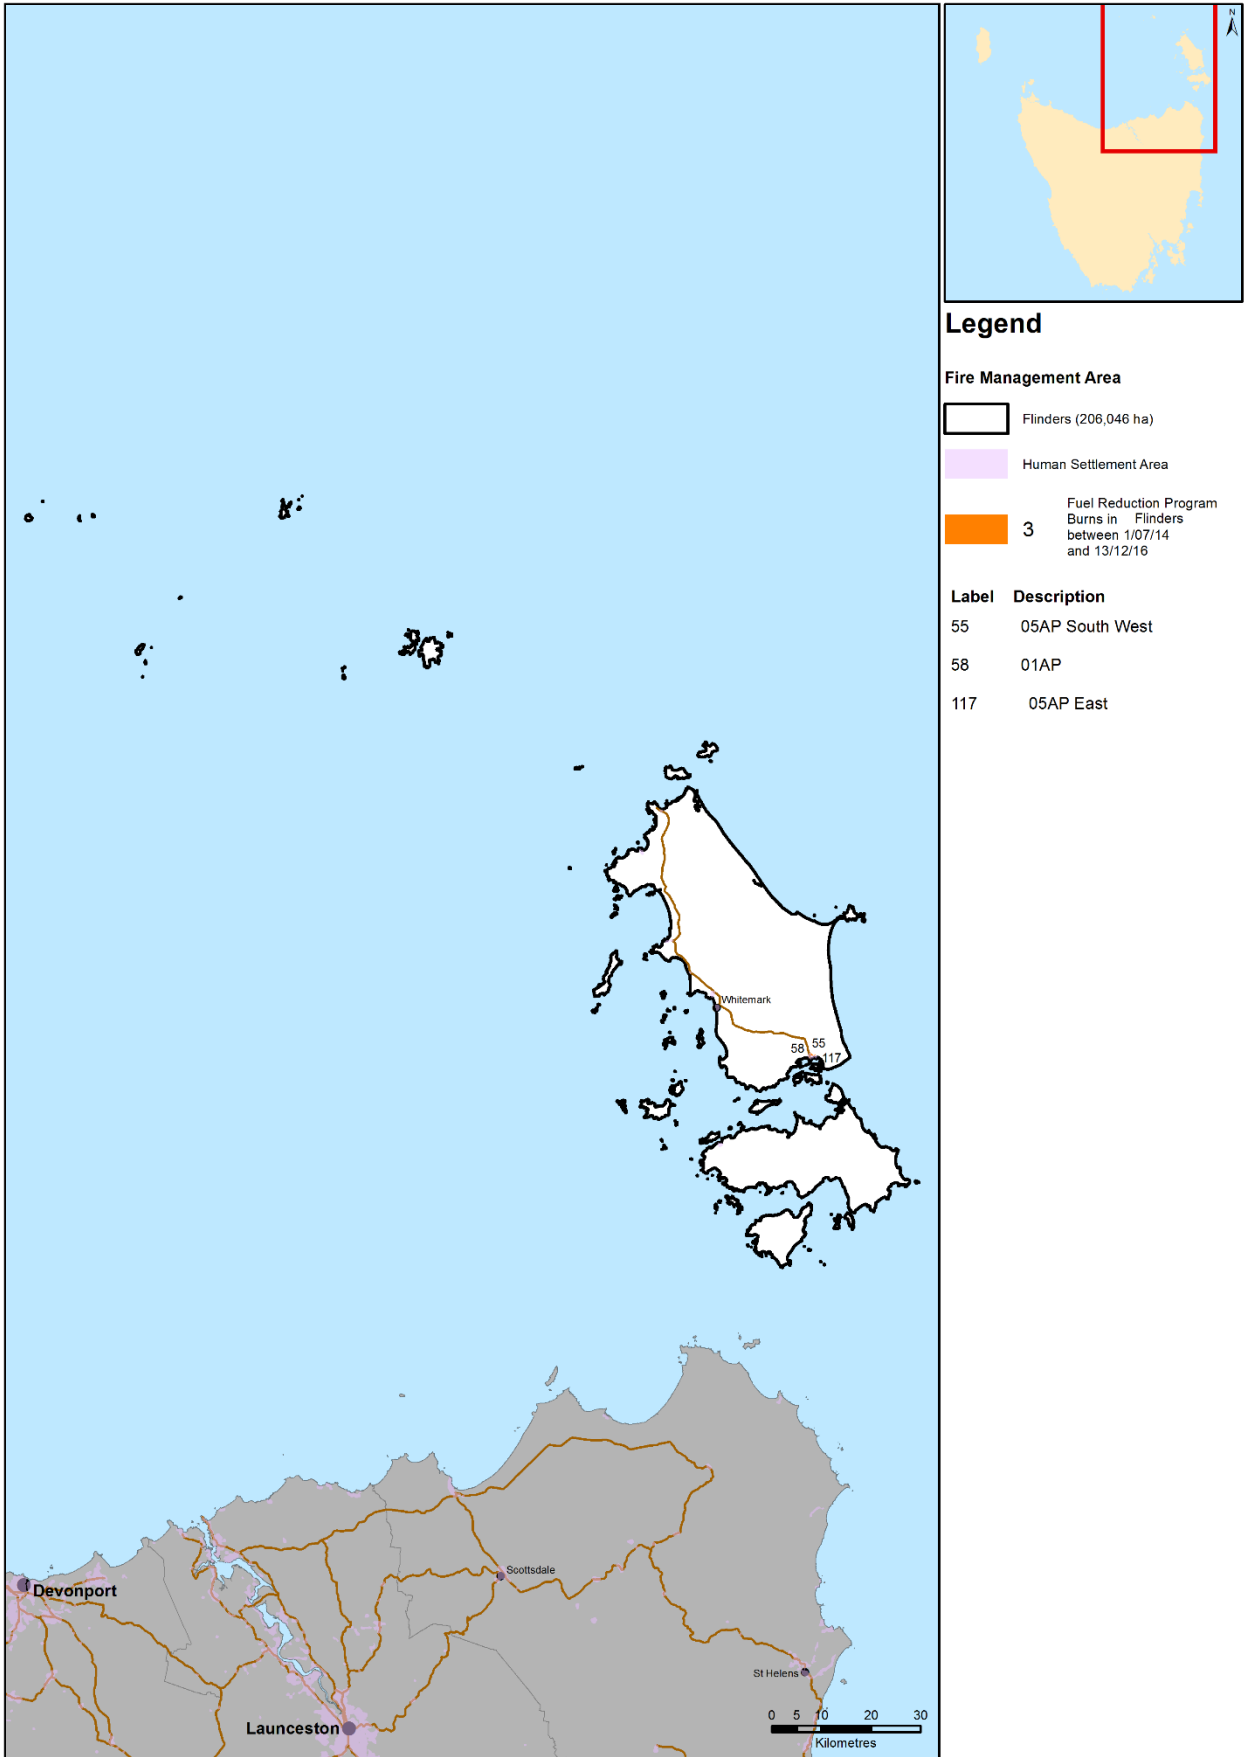 N
Legend
Fire Management Area
Flinders (206,046 ha)
Human Settlement Area
3
Fuel Reduction Program
Burns in Flinders
between 1/07/14
and 13/12/16
Label Description
55 05AP South West
58 01AP
117 05AP East
Whitemark
58 55
117
Scottsdale
Devonport
St Helens
Launceston
0 5 10 20 30
Kilometres